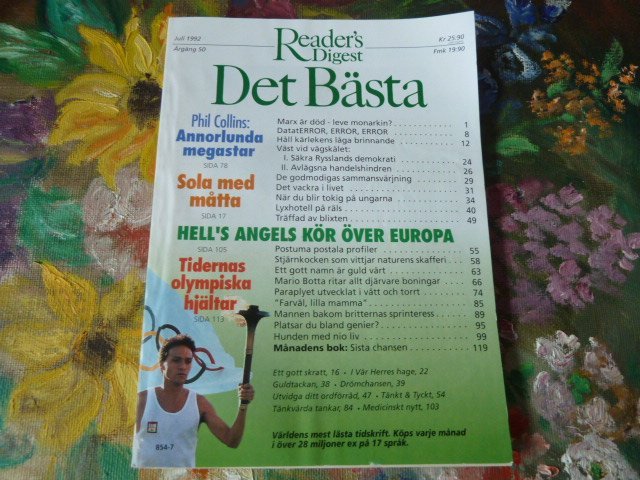 Juli 1992
Årgång 50
Reader's
Digest
Kr 25:90
Fmk 19:90
Det Bästa
Phil Collins:
Annorlunda
megastar
SIDA 78
Sola med
måtta
SIDA 17
Marx är död - leve monarkin? 1
DatatERROR, ERROR, ERROR 8
Håll kärlekens låga brinnande 12
Väst vid vägskälet:
I. Säkra Rysslands demokrati 24
II. Avlägsna handelshindren 26
De godmodigas sammansvärjning 29
Det vackra i livet 31
När du blir tokig på ungarna 34
Lyxhotell på räls 40
Träffad av blixten 49
HELL'S ANGELS KÖR ÖVER EUROPA
SIDA 105
Tidernas
olympiska
hjältar
SIDA 113
Postuma postala profiler 55
Stjärnkocken som vittjar naturens skafferi 58
Ett gott namn är guld värt 63
Mario Botta ritar allt djärvare boningar 66
Paraplyet utvecklat i vått och torrt 74
"Farväl, lilla mamma" 85
Mannen bakom britternas sprinteress 89
Platsar du bland genier? 95
Hunden med nio liv 99
Månadens bok: Sista chansen 119
Ett gott skratt, 16 • I Vår Herres hage, 22
Guldtackan, 38 • Drömchansen, 39
Utvidga ditt ordförråd, 47 • Tänkt & Tyckt, 54
Tänkvärda tankar, 84 • Medicinskt nytt, 103
Världens mest lästa tidskrift. Köps varje månad
i över 28 miljoner ex på 17 språk.
854-7